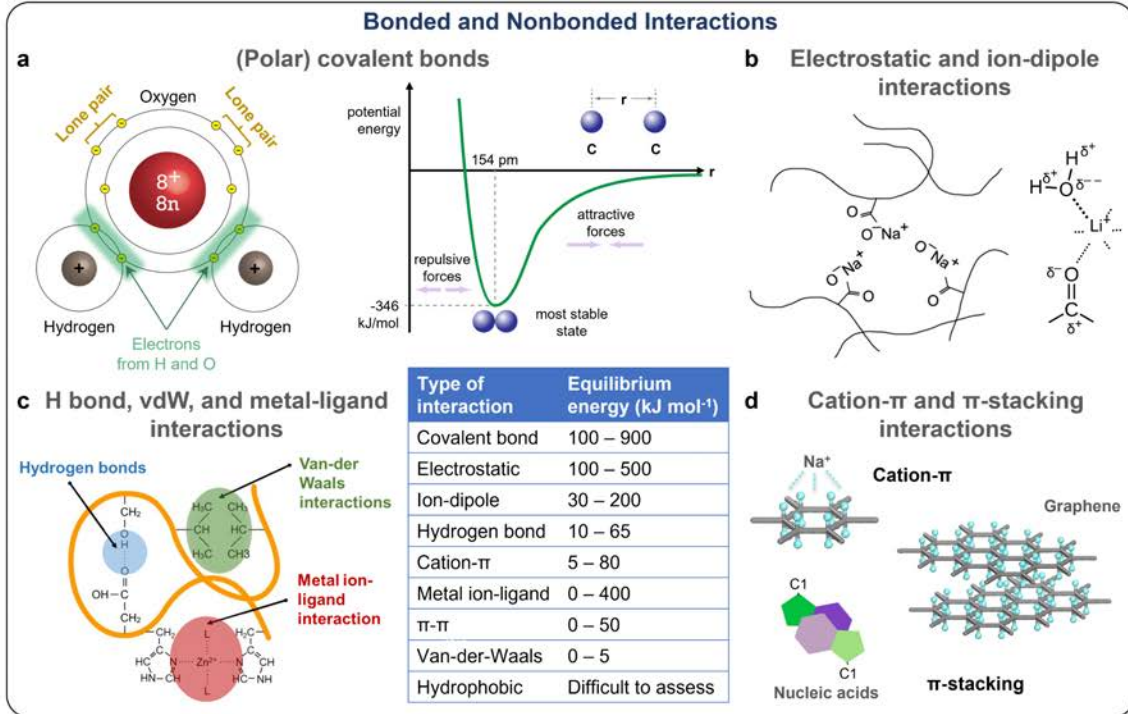 Bonded and Nonbonded Interactions
a
(Polar) covalent bonds
Oxygen
Lone pair
Lone pair
8+
8n
+
+
Hydrogen
Hydrogen
Electrons
from H and O
potential
energy
154 pm
r
C
C
r
attractive
forces
repulsive
forces
-346
kJ/mol
most stable
state
b
Electrostatic and ion-dipole
interactions
O
O⁻Na⁺
O⁻Na⁺
O
O⁻Na⁺
O
H δ⁺
δ⁺
H
O δ⁻⁻
Li⁺
δ⁻
O
C
δ⁺
c
H bond, vdW, and metal-ligand
interactions
Hydrogen bonds
Van-der
Waals
interactions
CH₂
O
H
O
OH
CH₂
H₃C
CH₃
CH
CH
H₃C
CH3
Metal ion-
ligand
interaction
CH₂
L
CH₂
HC
N
Zn²⁺
N
CH
HN
CH
L
HC
NH
Type of interaction
Equilibrium energy (kJ mol⁻¹)
Covalent bond 100 – 900
Electrostatic 100 – 500
Ion-dipole 30 – 200
Hydrogen bond 10 – 65
Cation-π 5 – 80
Metal ion-ligand 0 – 400
π-π 0 – 50
Van-der-Waals 0 – 5
Hydrophobic Difficult to assess
d
Cation-π and π-stacking
interactions
Na⁺
Cation-π
Graphene
C1
C1
Nucleic acids
π-stacking